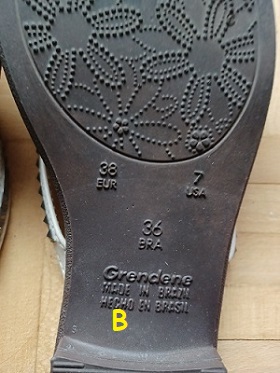 38 7
EUR USA
36
BRA
Grendene
MADE IN BRAZIL
HECHO EN BRASIL
B